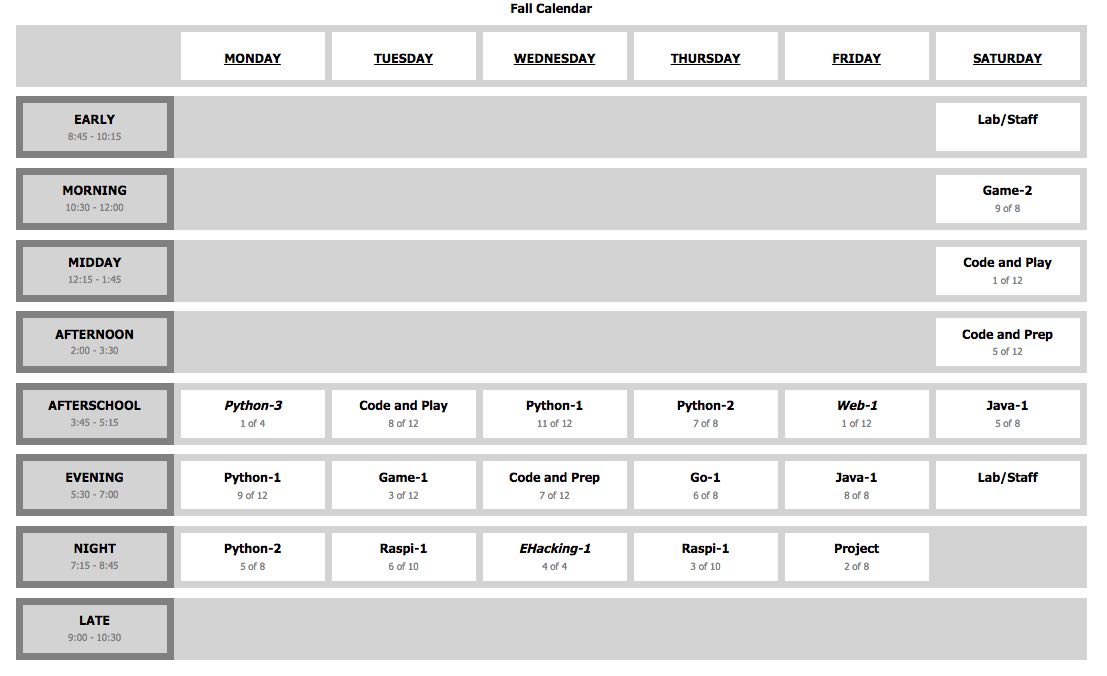 Fall Calendar
MONDAY TUESDAY WEDNESDAY THURSDAY FRIDAY SATURDAY
EARLY Lab/Staff
8:45 - 10:15
MORNING Game-2
10:30 - 12:00 9 of 8
MIDDAY Code and Play
12:15 - 1:45 1 of 12
AFTERNOON Code and Prep
2:00 - 3:30 5 of 12
AFTERSCHOOL Python-3 Code and Play Python-1 Python-2 Web-1 Java-1
3:45 - 5:15 1 of 4 8 of 12 11 of 12 7 of 8 1 of 12 5 of 8
EVENING Python-1 Game-1 Code and Prep Go-1 Java-1 Lab/Staff
5:30 - 7:00 9 of 12 3 of 12 7 of 12 6 of 8 8 of 8
NIGHT Python-2 Raspi-1 EHacking-1 Raspi-1 Project
7:15 - 8:45 5 of 8 6 of 10 4 of 4 3 of 10 2 of 8
LATE
9:00 - 10:30